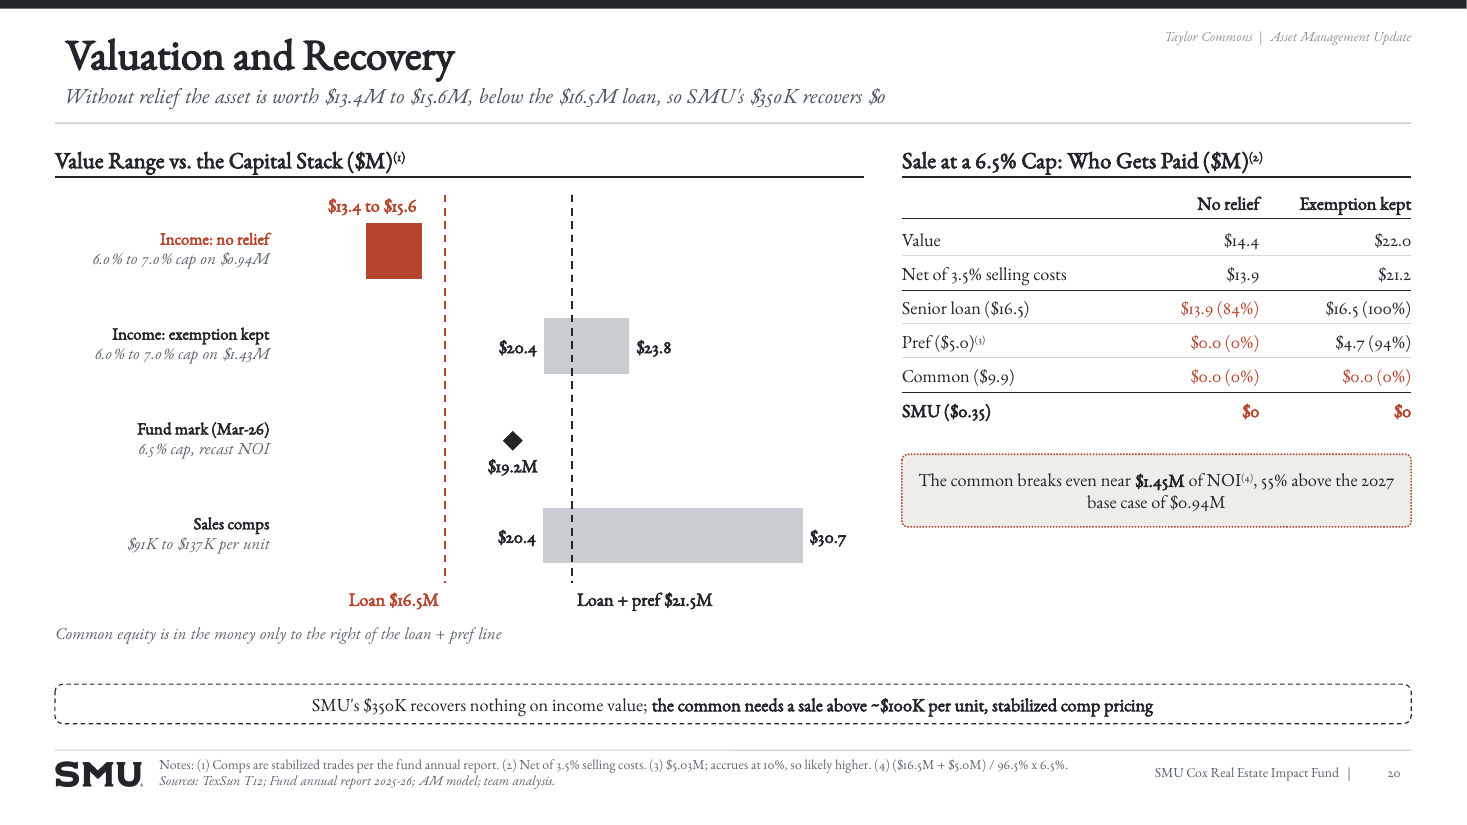 Taylor Commons | Asset Management Update
Valuation and Recovery
Without relief the asset is worth $13.4M to $15.6M, below the $16.5M loan, so SMU's $350K recovers $0
Value Range vs. the Capital Stack ($M)(1)
$13.4 to $15.6
Income: no relief
6.0% to 7.0% cap on $0.94M
Income: exemption kept
6.0% to 7.0% cap on $1.43M
$20.4
$23.8
Fund mark (Mar-26)
6.5% cap, recast NOI
$19.2M
Sales comps
$91K to $137K per unit
$20.4
$30.7
Loan $16.5M
Loan + pref $21.5M
Common equity is in the money only to the right of the loan + pref line
Sale at a 6.5% Cap: Who Gets Paid ($M)(2)
No relief Exemption kept
Value $14.4 $22.0
Net of 3.5% selling costs $13.9 $21.2
Senior loan ($16.5) $13.9 (84%) $16.5 (100%)
Pref ($5.0)(3) $0.0 (0%) $4.7 (94%)
Common ($9.9) $0.0 (0%) $0.0 (0%)
SMU ($0.35) $0 $0
The common breaks even near $1.45M of NOI(4), 55% above the 2027
base case of $0.94M
SMU's $350K recovers nothing on income value; the common needs a sale above ~$100K per unit, stabilized comp pricing
SMU
Notes: (1) Comps are stabilized trades per the fund annual report. (2) Net of 3.5% selling costs. (3) $5.03M; accrues at 10%, so likely higher. (4) ($16.5M + $5.0M) / 96.5% x 6.5%.
Sources: TexSun T12; Fund annual report 2025-26; AM model; team analysis.
SMU Cox Real Estate Impact Fund | 20